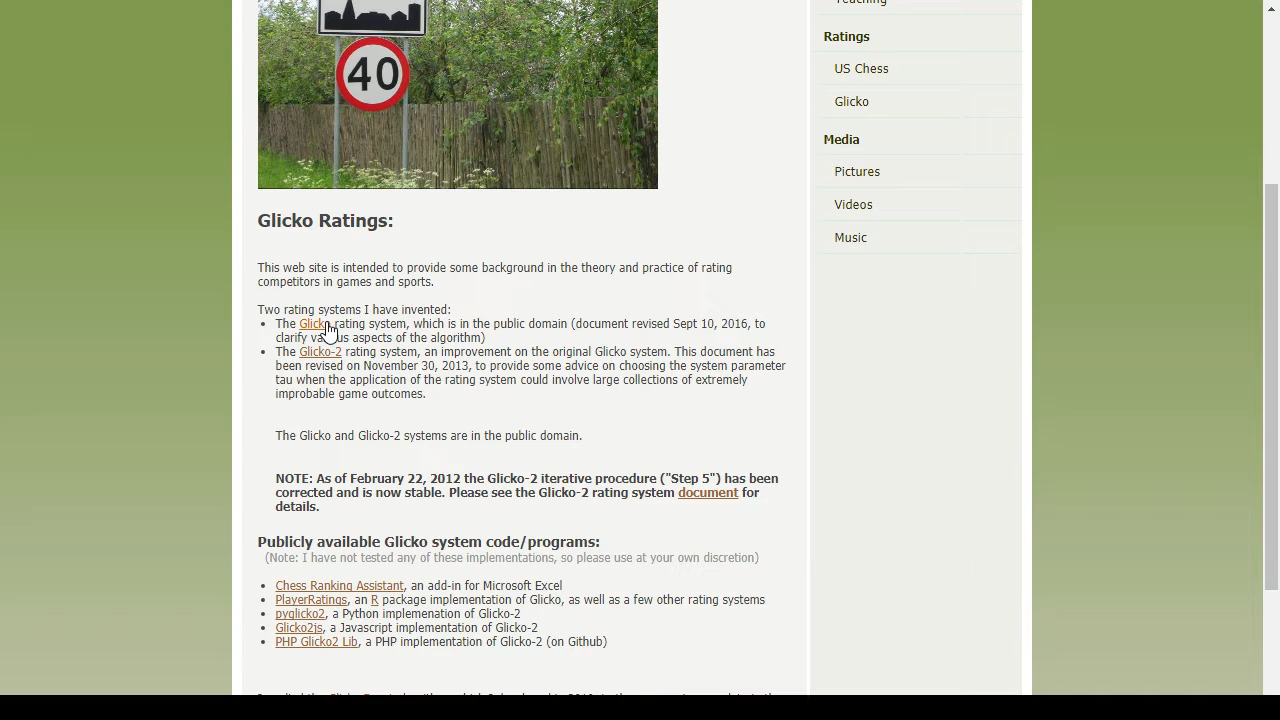 Teaching
Ratings
US Chess
Glicko
Media
Pictures
Videos
Music
40
Glicko Ratings:
This web site is intended to provide some background in the theory and practice of rating
competitors in games and sports.
Two rating systems I have invented:
• The Glicko rating system, which is in the public domain (document revised Sept 10, 2016, to
clarify various aspects of the algorithm)
• The Glicko-2 rating system, an improvement on the original Glicko system. This document has
been revised on November 30, 2013, to provide some advice on choosing the system parameter
tau when the application of the rating system could involve large collections of extremely
improbable game outcomes.
The Glicko and Glicko-2 systems are in the public domain.
NOTE: As of February 22, 2012 the Glicko-2 iterative procedure ("Step 5") has been
corrected and is now stable. Please see the Glicko-2 rating system document for
details.
Publicly available Glicko system code/programs:
(Note: I have not tested any of these implementations, so please use at your own discretion)
• Chess Ranking Assistant, an add-in for Microsoft Excel
• PlayerRatings, an R package implementation of Glicko, as well as a few other rating systems
• pyglicko2, a Python implemenation of Glicko-2
• Glicko2js, a Javascript implementation of Glicko-2
• PHP Glicko2 Lib, a PHP implementation of Glicko-2 (on Github)